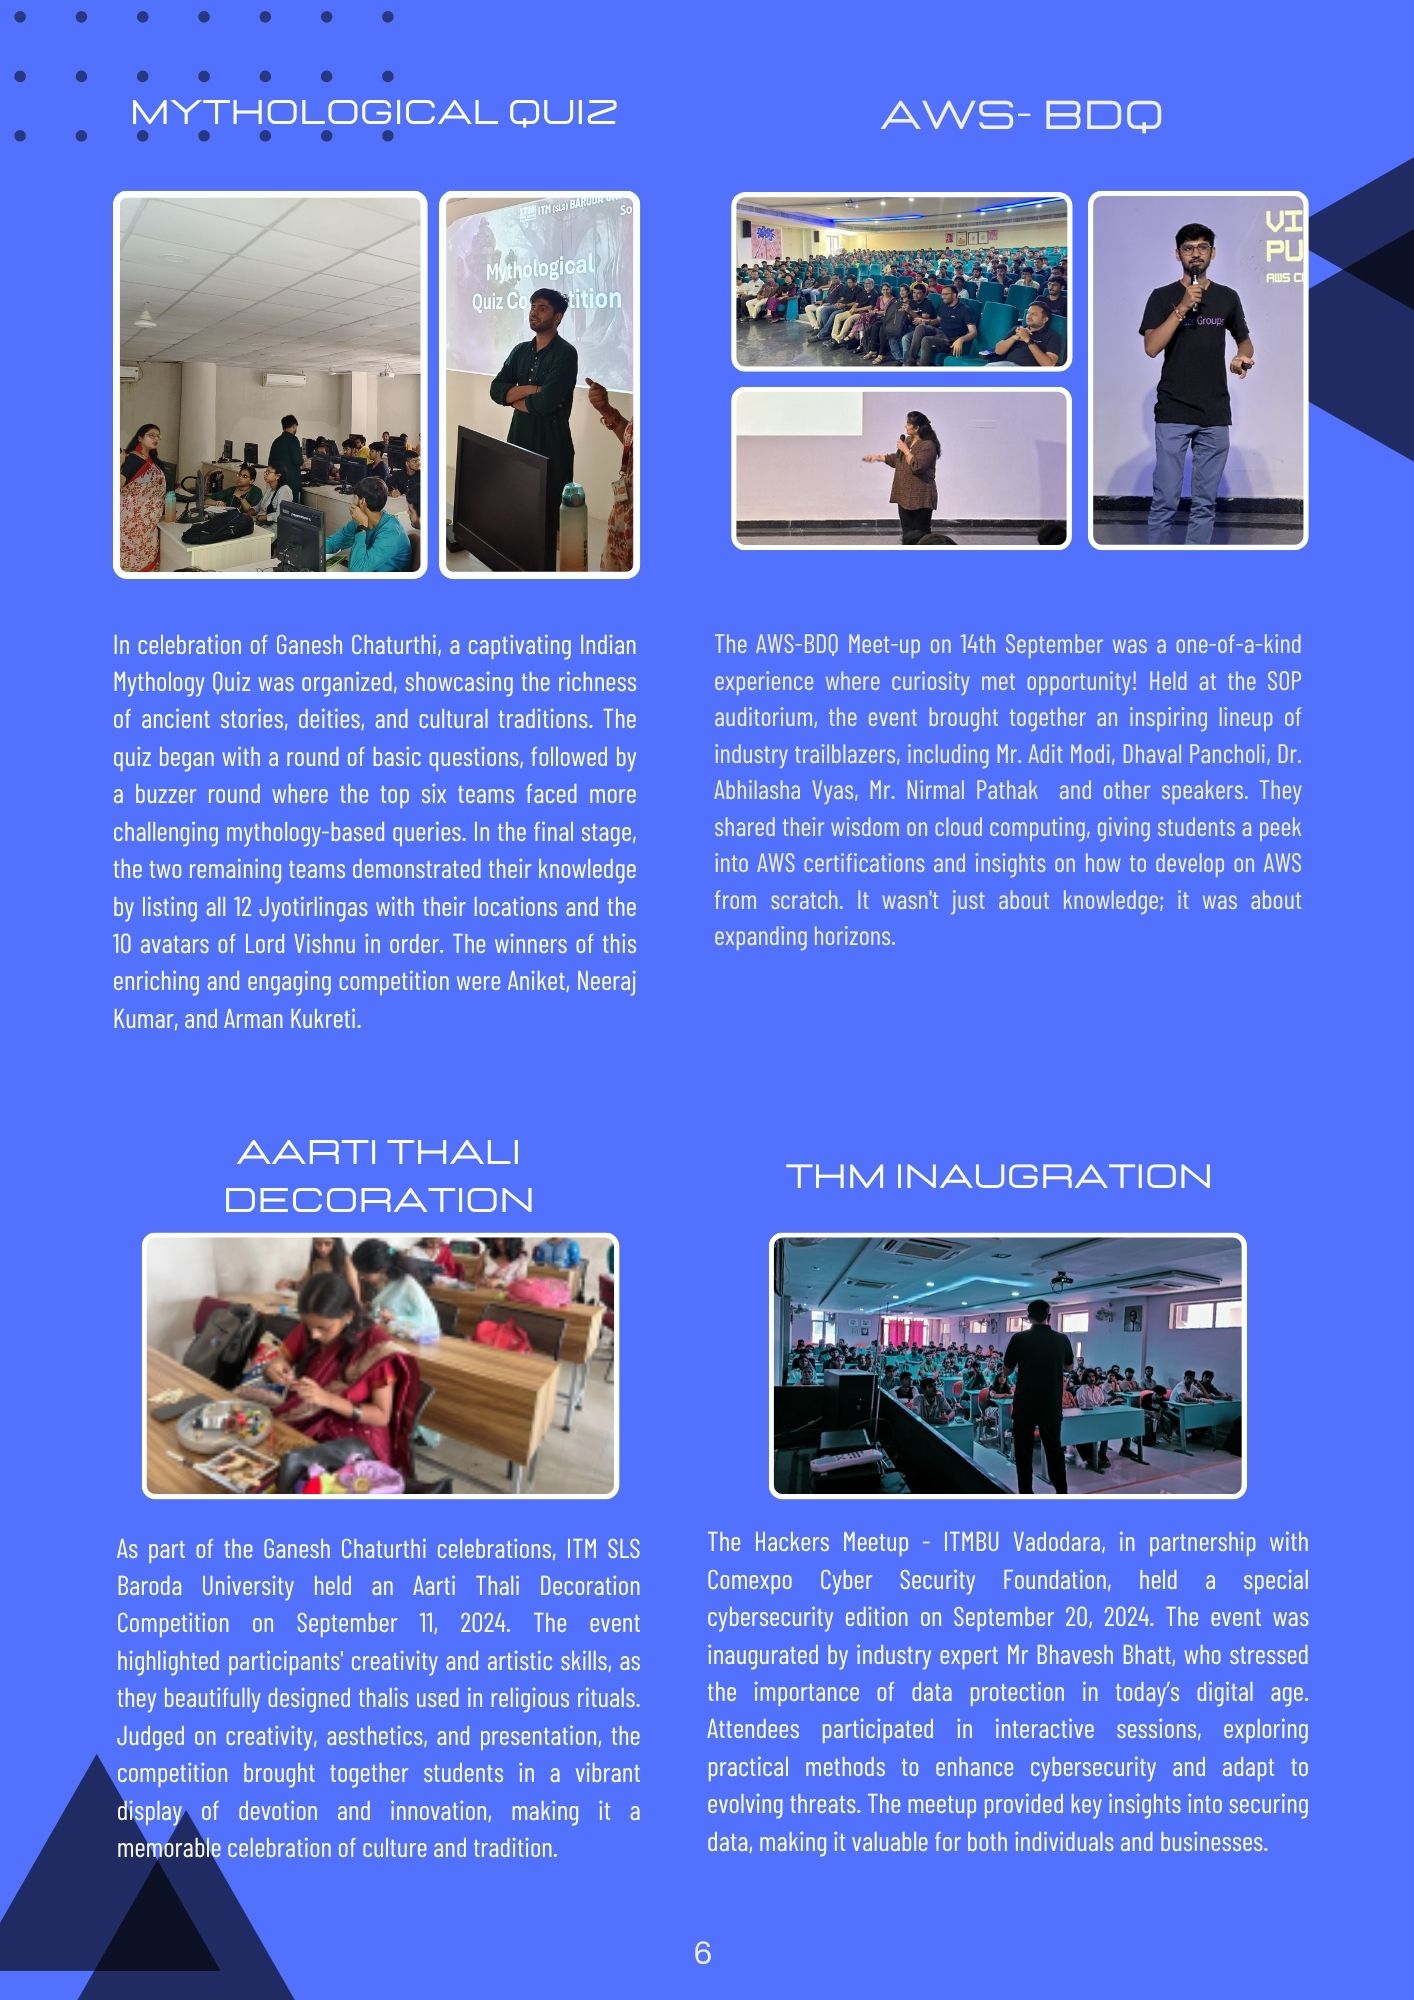 MYTHOLOGICAL QUIZ
ITM (SLS) BARODA
So
Mythological
Quiz Co tition
In celebration of Ganesh Chaturthi, a captivating Indian
Mythology Quiz was organized, showcasing the richness
of ancient stories, deities, and cultural traditions. The
quiz began with a round of basic questions, followed by
a buzzer round where the top six teams faced more
challenging mythology-based queries. In the final stage,
the two remaining teams demonstrated their knowledge
by listing all 12 Jyotirlingas with their locations and the
10 avatars of Lord Vishnu in order. The winners of this
enriching and engaging competition were Aniket, Neeraj
Kumar, and Arman Kukreti.
AWS- BDQ
VI
PU
AWS C
Groups
The AWS-BDQ Meet-up on 14th September was a one-of-a-kind
experience where curiosity met opportunity! Held at the SOP
auditorium, the event brought together an inspiring lineup of
industry trailblazers, including Mr. Adit Modi, Dhaval Pancholi, Dr.
Abhilasha Vyas, Mr. Nirmal Pathak and other speakers. They
shared their wisdom on cloud computing, giving students a peek
into AWS certifications and insights on how to develop on AWS
from scratch. It wasn't just about knowledge; it was about
expanding horizons.
AARTI THALI
DECORATION
As part of the Ganesh Chaturthi celebrations, ITM SLS
Baroda University held an Aarti Thali Decoration
Competition on September 11, 2024. The event
highlighted participants' creativity and artistic skills, as
they beautifully designed thalis used in religious rituals.
Judged on creativity, aesthetics, and presentation, the
competition brought together students in a vibrant
display of devotion and innovation, making it a
memorable celebration of culture and tradition.
THM INAUGRATION
The Hackers Meetup - ITMBU Vadodara, in partnership with
Comexpo Cyber Security Foundation, held a special
cybersecurity edition on September 20, 2024. The event was
inaugurated by industry expert Mr Bhavesh Bhatt, who stressed
the importance of data protection in today’s digital age.
Attendees participated in interactive sessions, exploring
practical methods to enhance cybersecurity and adapt to
evolving threats. The meetup provided key insights into securing
data, making it valuable for both individuals and businesses.
6